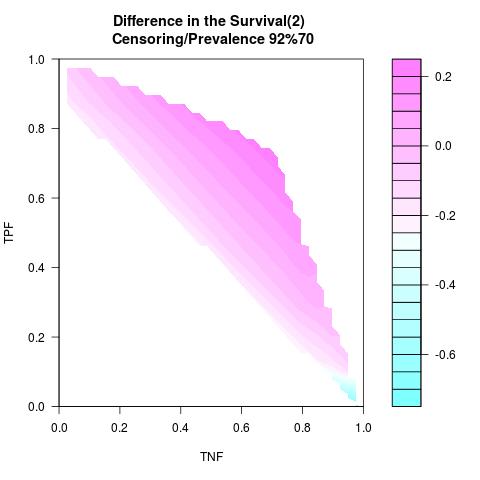 Difference in the Survival(2)
Censoring/Prevalence 92%70
1.0
0.8
0.6
0.4
0.2
0.0
TPF
0.0 0.2 0.4 0.6 0.8 1.0
TNF
0.2
0.0
-0.2
-0.4
-0.6